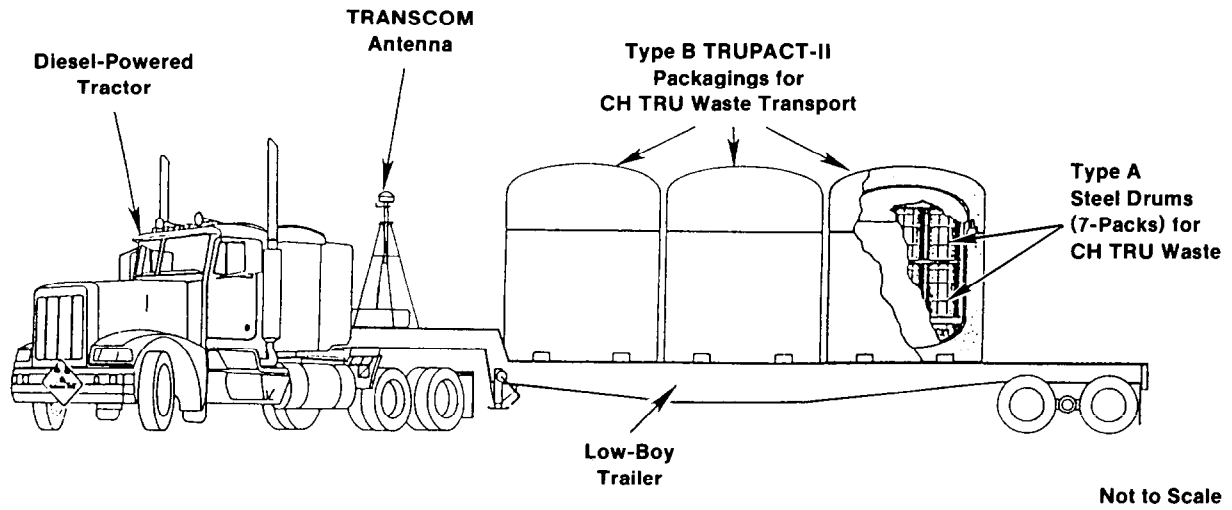 TRANSCOM
Antenna
Diesel-Powered
Tractor
Type B TRUPACT-II
Packagings for
CH TRU Waste Transport
Type A
Steel Drums
(7-Packs) for
CH TRU Waste
Low-Boy
Trailer
Not to Scale